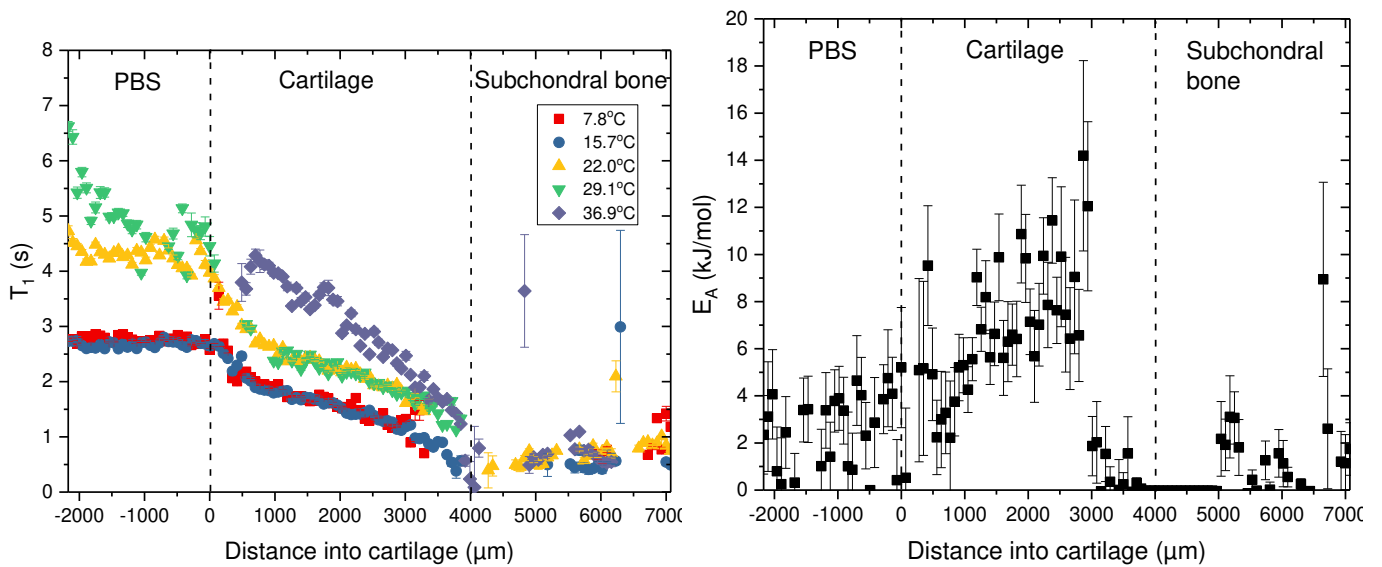 PBS
Cartilage
Subchondral bone
7.8°C
15.7°C
22.0°C
29.1°C
36.9°C
8
7
6
5
4
3
2
1
0
T1 (s)
-2000 -1000 0 1000 2000 3000 4000 5000 6000 7000
Distance into cartilage (μm)
PBS
Cartilage
Subchondral
bone
20
18
16
14
12
10
8
6
4
2
0
EA (kJ/mol)
-2000 -1000 0 1000 2000 3000 4000 5000 6000 7000
Distance into cartilage (μm)